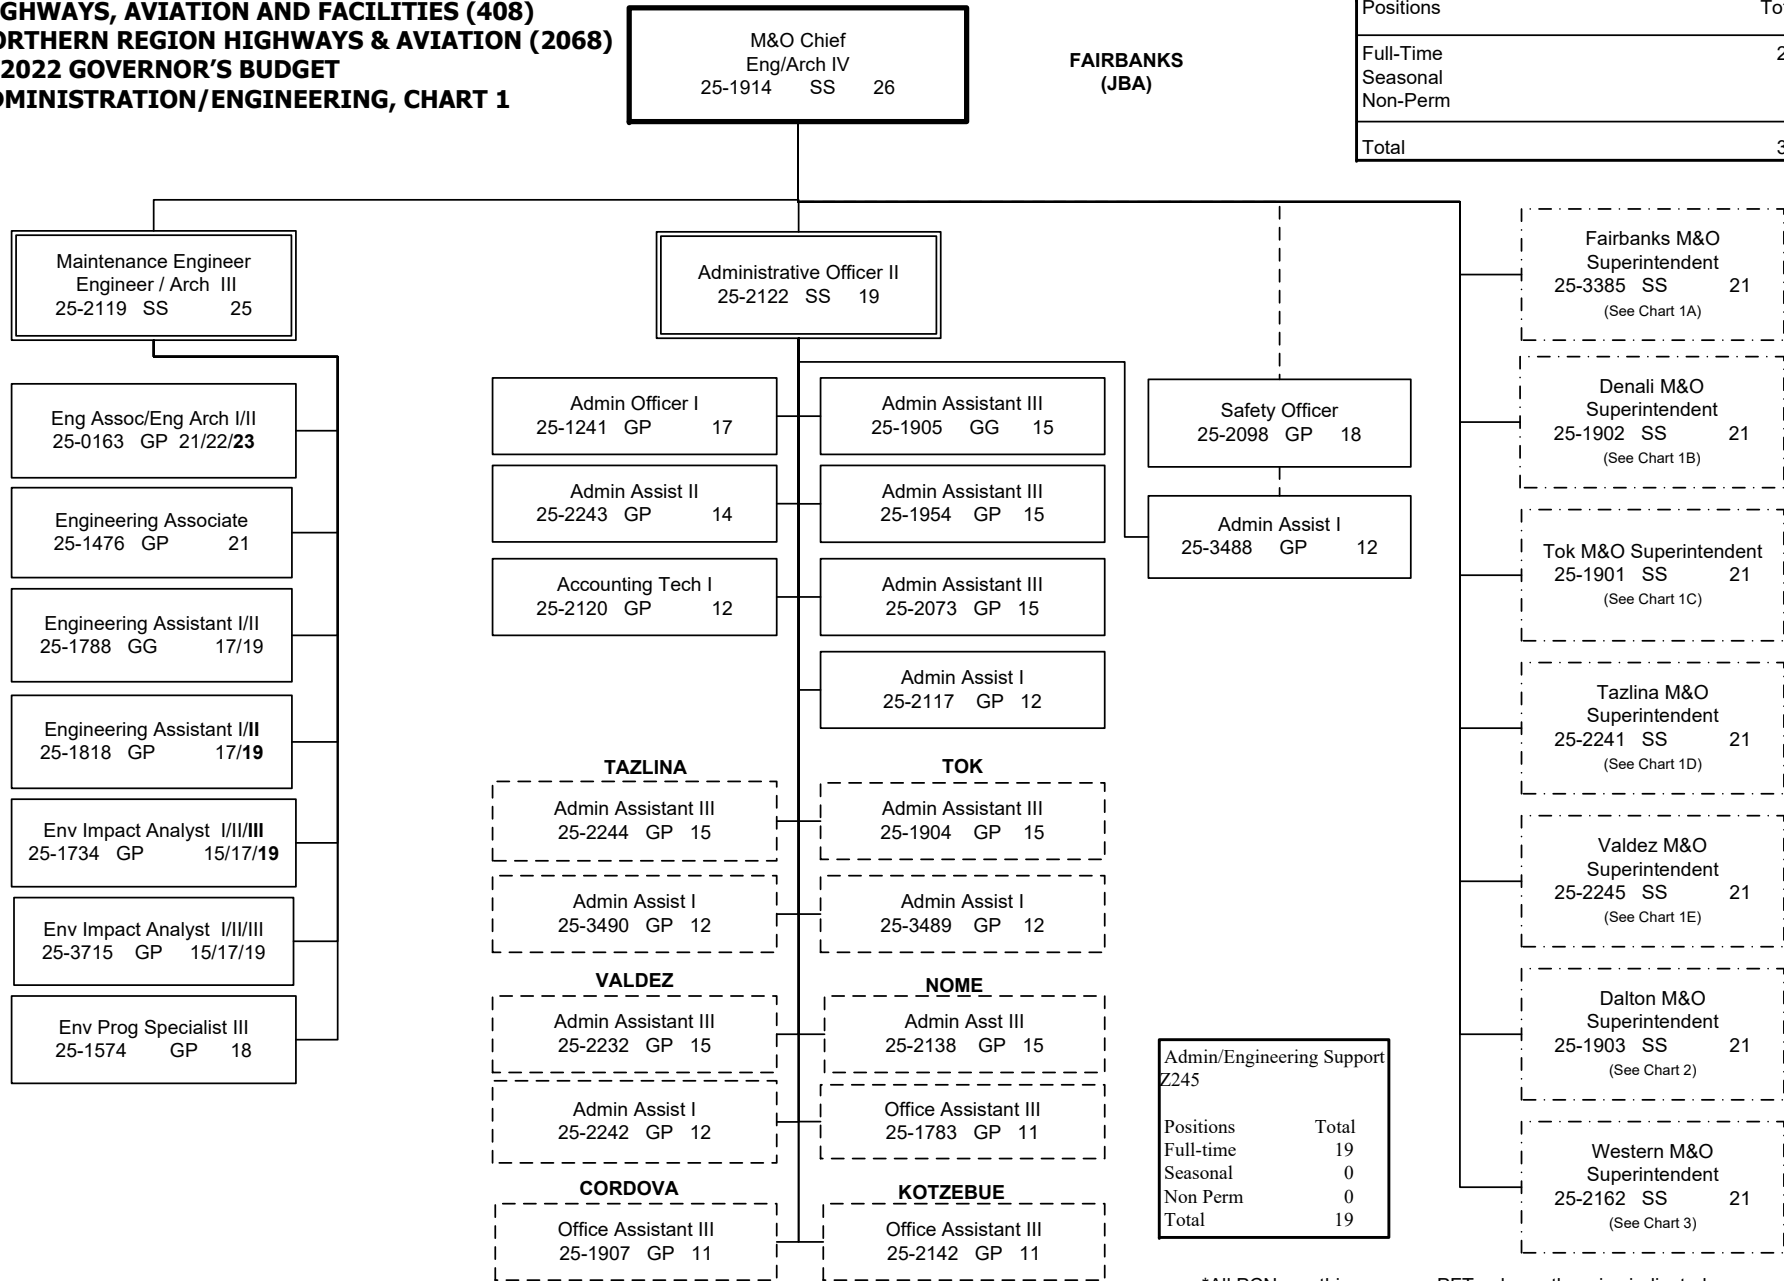 GHWAYS, AVIATION AND FACILITIES (408)
ORTHERN REGION HIGHWAYS & AVIATION (2068)
2022 GOVERNOR'S BUDGET
DMINISTRATION/ENGINEERING, CHART 1
M&O Chief
Eng/Arch IV
25-1914 SS 26
FAIRBANKS
(JBA)
Positions
Full-Time
Seasonal
Non-Perm
Total
Maintenance Engineer
Engineer / Arch III
25-2119 SS 25
Eng Assoc/Eng Arch I/II
25-0163 GP 21/22/23
Engineering Associate
25-1476 GP 21
Engineering Assistant I/II
25-1788 GG 17/19
Engineering Assistant I/II
25-1818 GP 17/19
Env Impact Analyst I/II/III
25-1734 GP 15/17/19
Env Impact Analyst I/II/III
25-3715 GP 15/17/19
Env Prog Specialist III
25-1574 GP 18
Administrative Officer II
25-2122 SS 19
Admin Officer I
25-1241 GP 17
Admin Assistant III
25-1905 GG 15
Admin Assist II
25-2243 GP 14
Admin Assistant III
25-1954 GP 15
Accounting Tech I
25-2120 GP 12
Admin Assistant III
25-2073 GP 15
Admin Assist I
25-2117 GP 12
TAZLINA
Admin Assistant III
25-2244 GP 15
Admin Assist I
25-3490 GP 12
TOK
Admin Assistant III
25-1904 GP 15
Admin Assist I
25-3489 GP 12
VALDEZ
Admin Assistant III
25-2232 GP 15
Admin Assist I
25-2242 GP 12
NOME
Admin Asst III
25-2138 GP 15
Office Assistant III
25-1783 GP 11
CORDOVA
Office Assistant III
25-1907 GP 11
KOTZEBUE
Office Assistant III
25-2142 GP 11
Safety Officer
25-2098 GP 18
Admin Assist I
25-3488 GP 12
Admin/Engineering Support
Z245
Positions Total
Full-time 19
Seasonal 0
Non Perm 0
Total 19
Fairbanks M&O
Superintendent
25-3385 SS 21
(See Chart 1A)
Denali M&O
Superintendent
25-1902 SS 21
(See Chart 1B)
Tok M&O Superintendent
25-1901 SS 21
(See Chart 1C)
Tazlina M&O
Superintendent
25-2241 SS 21
(See Chart 1D)
Valdez M&O
Superintendent
25-2245 SS 21
(See Chart 1E)
Dalton M&O
Superintendent
25-1903 SS 21
(See Chart 2)
Western M&O
Superintendent
25-2162 SS 21
(See Chart 3)